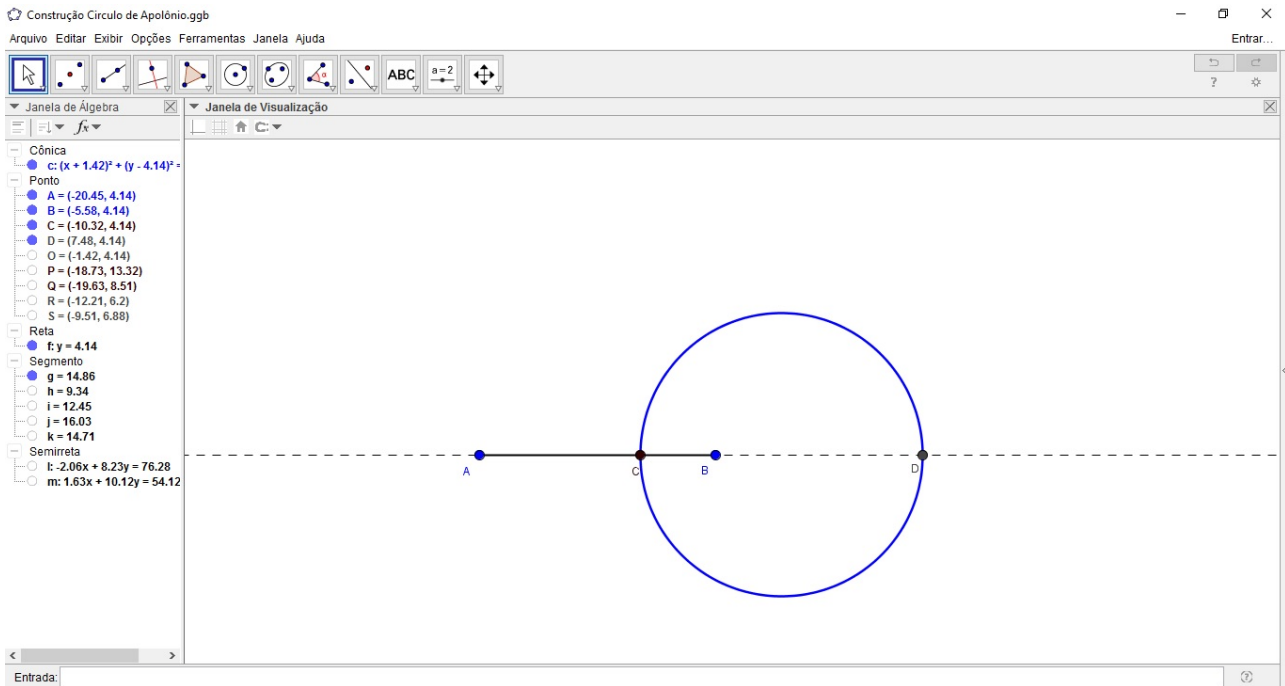 Construção Circulo de Apolônio.ggb
Arquivo Editar Exibir Opções Ferramentas Janela Ajuda
Entrar...
ABC
a=2
?
Janela de Álgebra
Janela de Visualização
fx
Cônica
c: (x + 1.42)² + (y - 4.14)² =
Ponto
A = (-20.45, 4.14)
B = (-5.58, 4.14)
C = (-10.32, 4.14)
D = (7.48, 4.14)
O = (-1.42, 4.14)
P = (-18.73, 13.32)
Q = (-19.63, 8.51)
R = (-12.21, 6.2)
S = (-9.51, 6.88)
Reta
f: y = 4.14
Segmento
g = 14.86
h = 9.34
i = 12.45
j = 16.03
k = 14.71
Semirreta
l: -2.06x + 8.23y = 76.28
m: 1.63x + 10.12y = 54.12
A
C
B
D
Entrada:
?